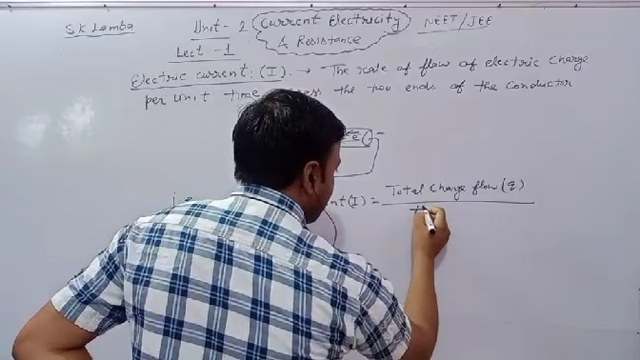 S.K Lamba
Unit - 2 Current Electricity NEET/JEE
& Resistance
Lect - 1
Electric current: (I). → The rate of flow of electric charge
per unit time the two ends of the conductor
e
(I) = Total charge flow (q)